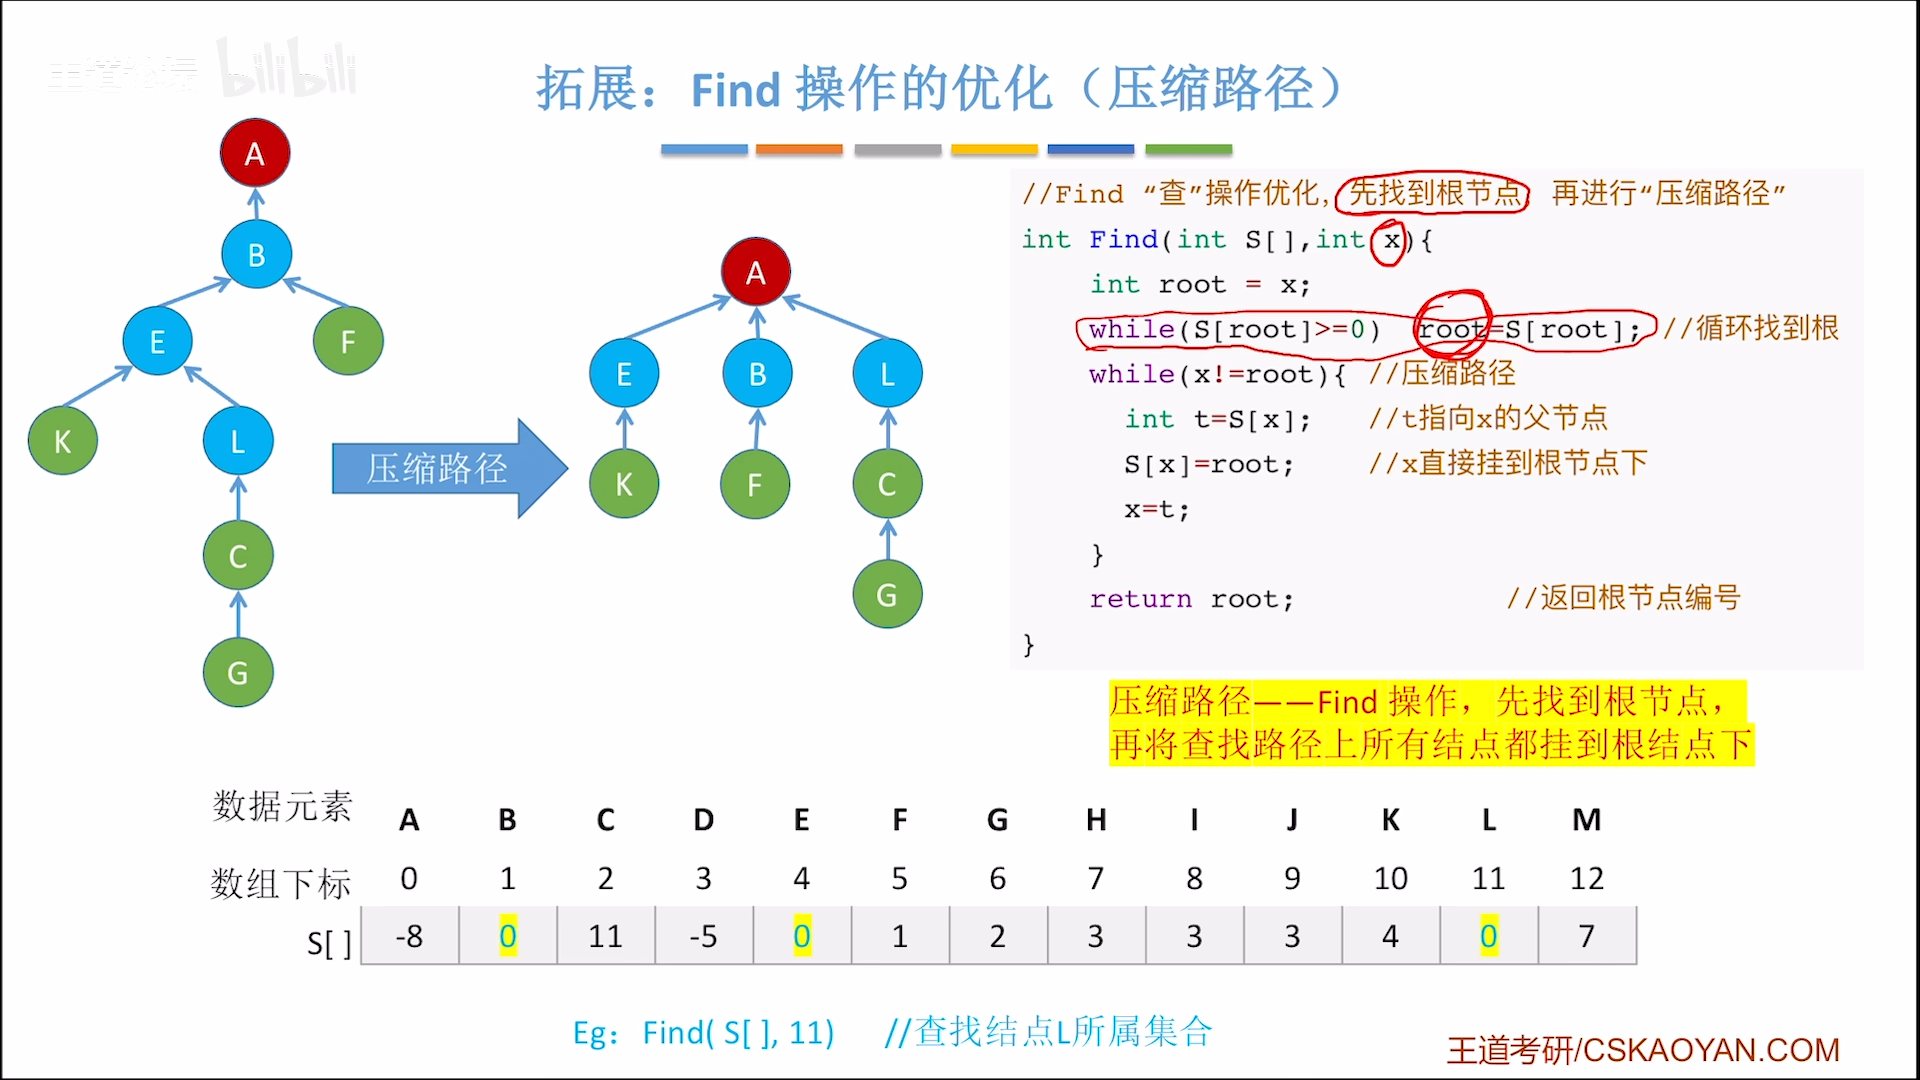 王道论坛 bilibili
拓展：Find 操作的优化（压缩路径）
A
B
E
F
K
L
C
G
压缩路径
A
E
B
L
K
F
C
G
//Find “查”操作优化，先找到根节点，再进行“压缩路径”
int Find(int S[],int x){
int root = x;
while(S[root]>=0) root=S[root]; //循环找到根
while(x!=root){ //压缩路径
int t=S[x]; //t指向x的父节点
S[x]=root; //x直接挂到根节点下
x=t;
}
return root; //返回根节点编号
}
压缩路径——Find 操作，先找到根节点，
再将查找路径上所有结点都挂到根结点下
数据元素 A B C D E F G H I J K L M
数组下标 0 1 2 3 4 5 6 7 8 9 10 11 12
S[ ] -8 0 11 -5 0 1 2 3 3 3 4 0 7
Eg：Find( S[ ], 11) //查找结点L所属集合
王道考研/CSKAOYAN.COM